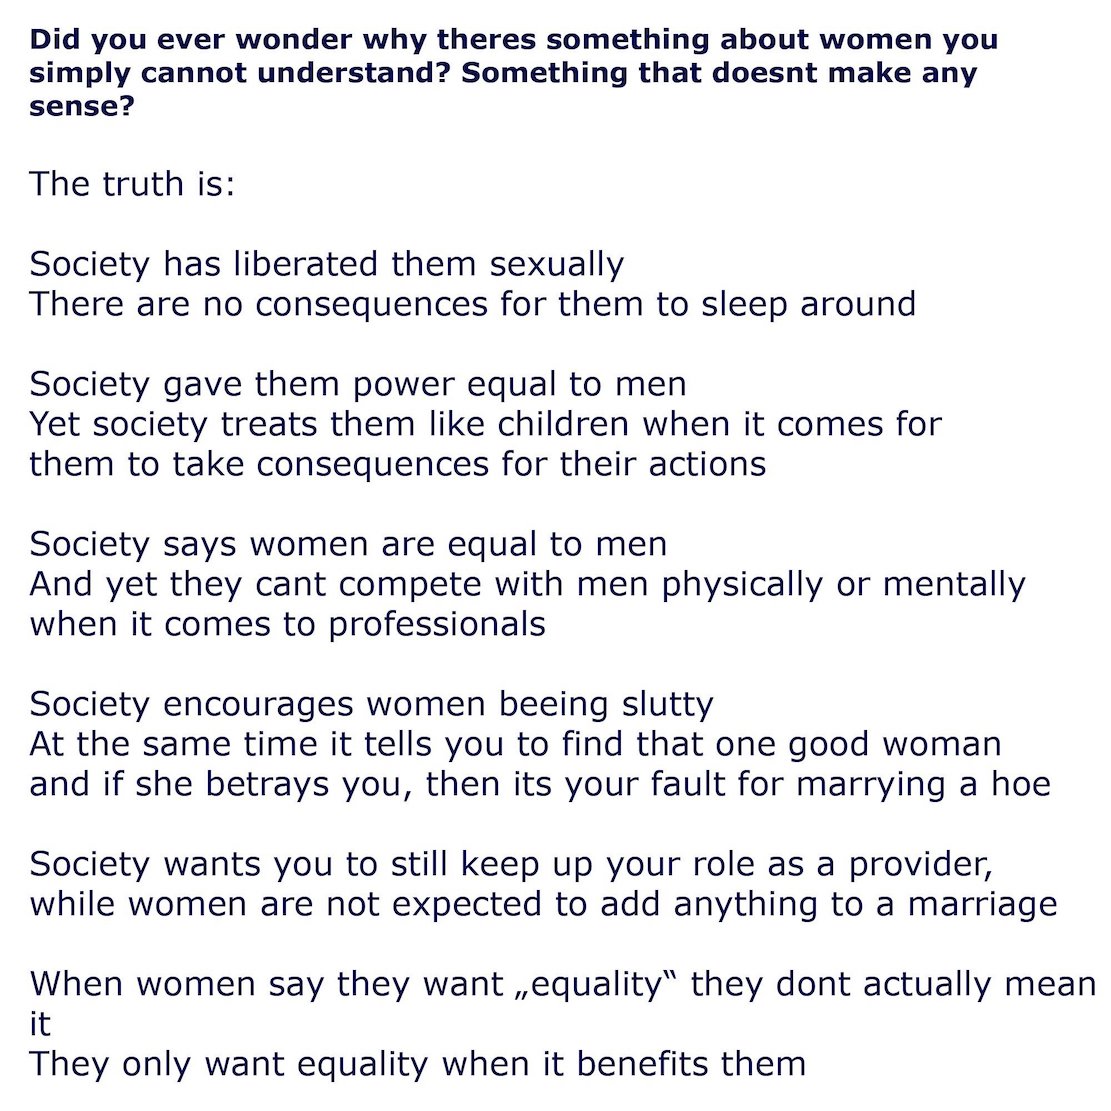 Did you ever wonder why theres something about women you
simply cannot understand? Something that doesnt make any
sense?
The truth is:
Society has liberated them sexually
There are no consequences for them to sleep around
Society gave them power equal to men
Yet society treats them like children when it comes for
them to take consequences for their actions
Society says women are equal to men
And yet they cant compete with men physically or mentally
when it comes to professionals
Society encourages women beeing slutty
At the same time it tells you to find that one good woman
and if she betrays you, then its your fault for marrying a hoe
Society wants you to still keep up your role as a provider,
while women are not expected to add anything to a marriage
When women say they want „equality‟ they dont actually mean
it
They only want equality when it benefits them